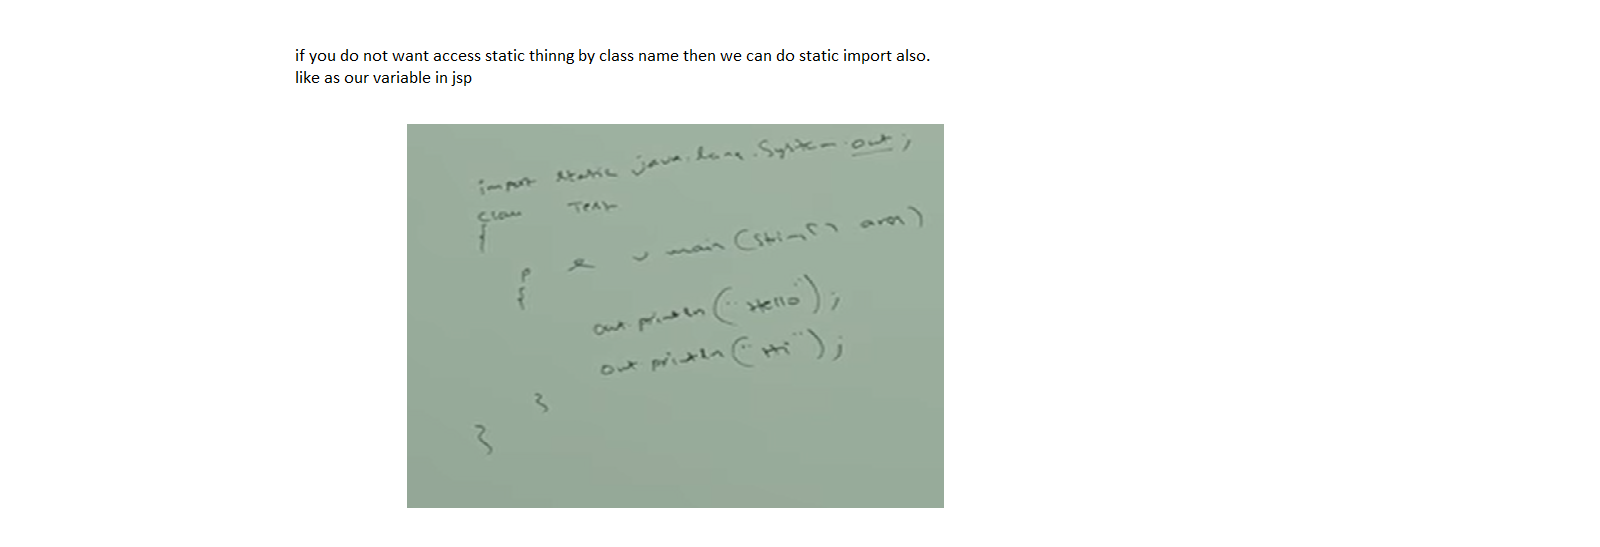 if you do not want access static thinng by class name then we can do static import also.
like as our variable in jsp
import static java.lang.System.out;
class Test
{
p s v main (String[] args)
{
out.println("Hello");
out.println("Hi");
}
}